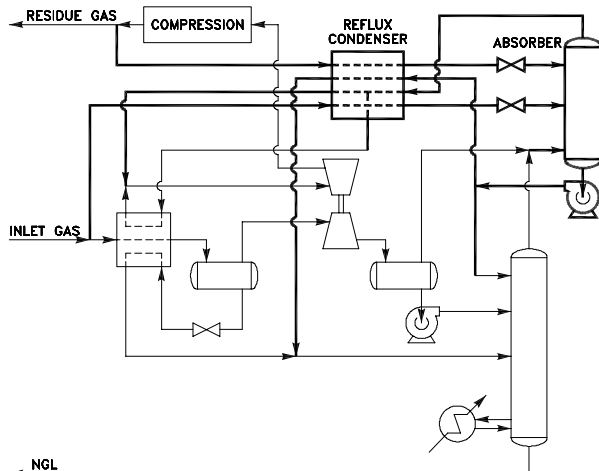 RESIDUE GAS
COMPRESSION
REFLUX
CONDENSER
ABSORBER
INLET GAS
NGL